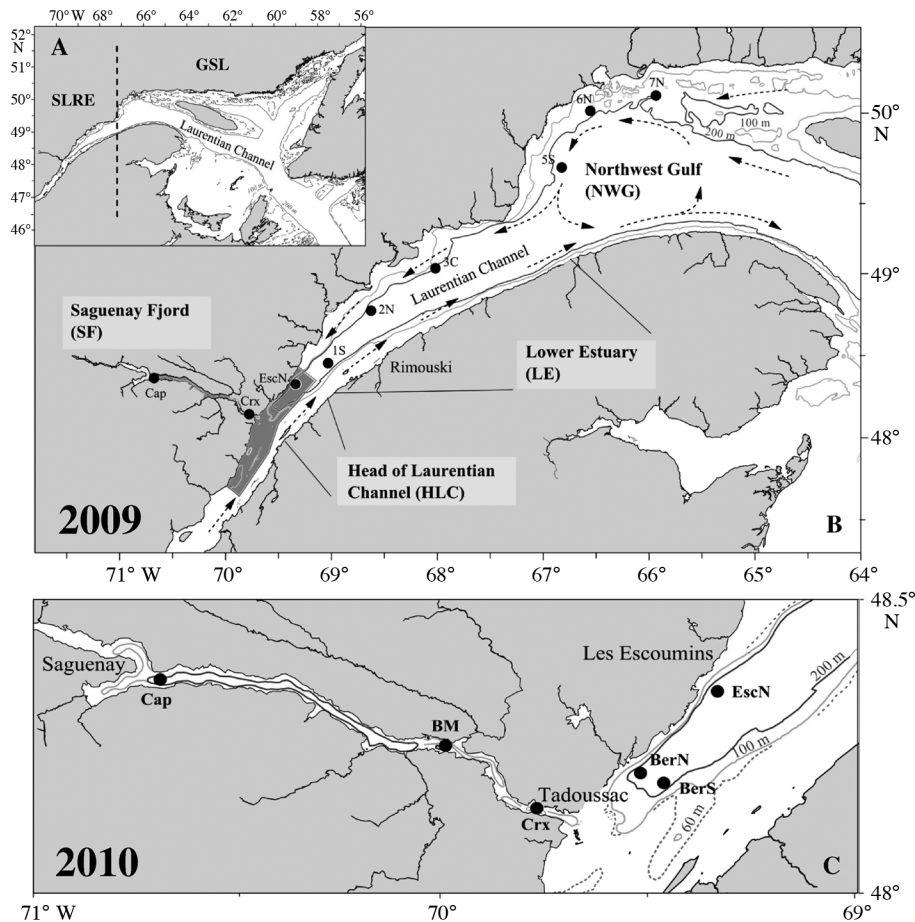 70° W 66° 65° 62° 61° 60° 59° 58° 56°
52°
N
51°
50°
49°
48°
47°
46°
A
GSL
SLRE
Laurentian Channel
7N
6N
5S
100 m
200 m
50°
N
Northwest Gulf
(NWG)
3C
Laurentian Channel
49°
2N
Saguenay Fjord
(SF)
1S
Lower Estuary
(LE)
Rimouski
EscN
Cap
Crx
48°
Head of Laurentian
Channel (HLC)
2009
B
71° W 70° 69° 68° 67° 66° 65° 64°
48.5°
N
Les Escoumins
Saguenay
200 m
EscN
Cap
BM
100 m
BerN
BerS
Tadoussac
Crx
60 m
2010
C
48°
71° W 70° 69°